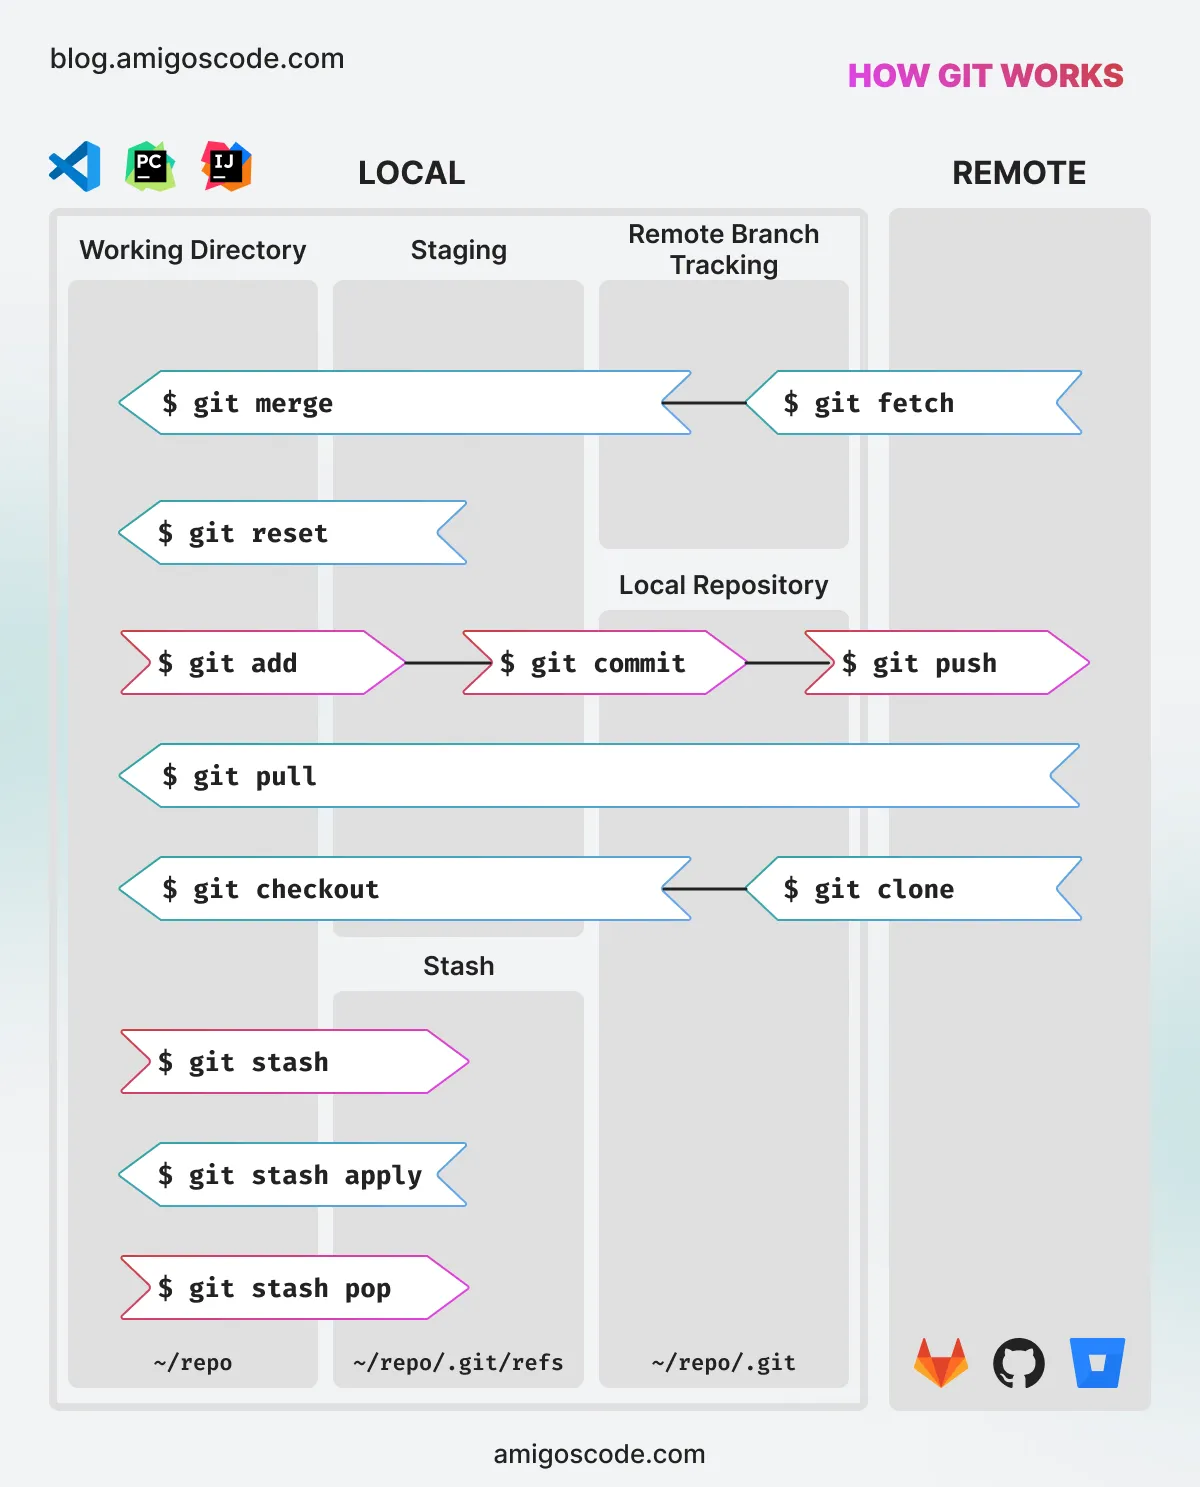 blog.amigoscode.com
HOW GIT WORKS
PC
IJ
LOCAL
REMOTE
Working Directory
Staging
Remote Branch
Tracking
$ git merge
$ git fetch
$ git reset
Local Repository
$ git add
$ git commit
$ git push
$ git pull
$ git checkout
$ git clone
Stash
$ git stash
$ git stash apply
$ git stash pop
~/repo
~/repo/.git/refs
~/repo/.git
amigoscode.com